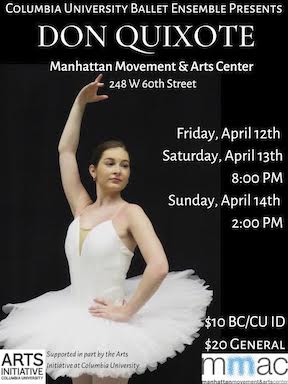 COLUMBIA UNIVERSITY BALLET ENSEMBLE PRESENTS
DON QUIXOTE
Manhattan Movement & Arts Center
248 W 60th Street
Friday, April 12th
Saturday, April 13th
8:00 PM
Sunday, April 14th
2:00 PM
$10 BC/CU ID
$20 General
ARTS
INITIATIVE
COLUMBIA UNIVERSITY
Supported in part by the Arts
Initiative at Columbia University
mmac
manhattanmovement&artscenter